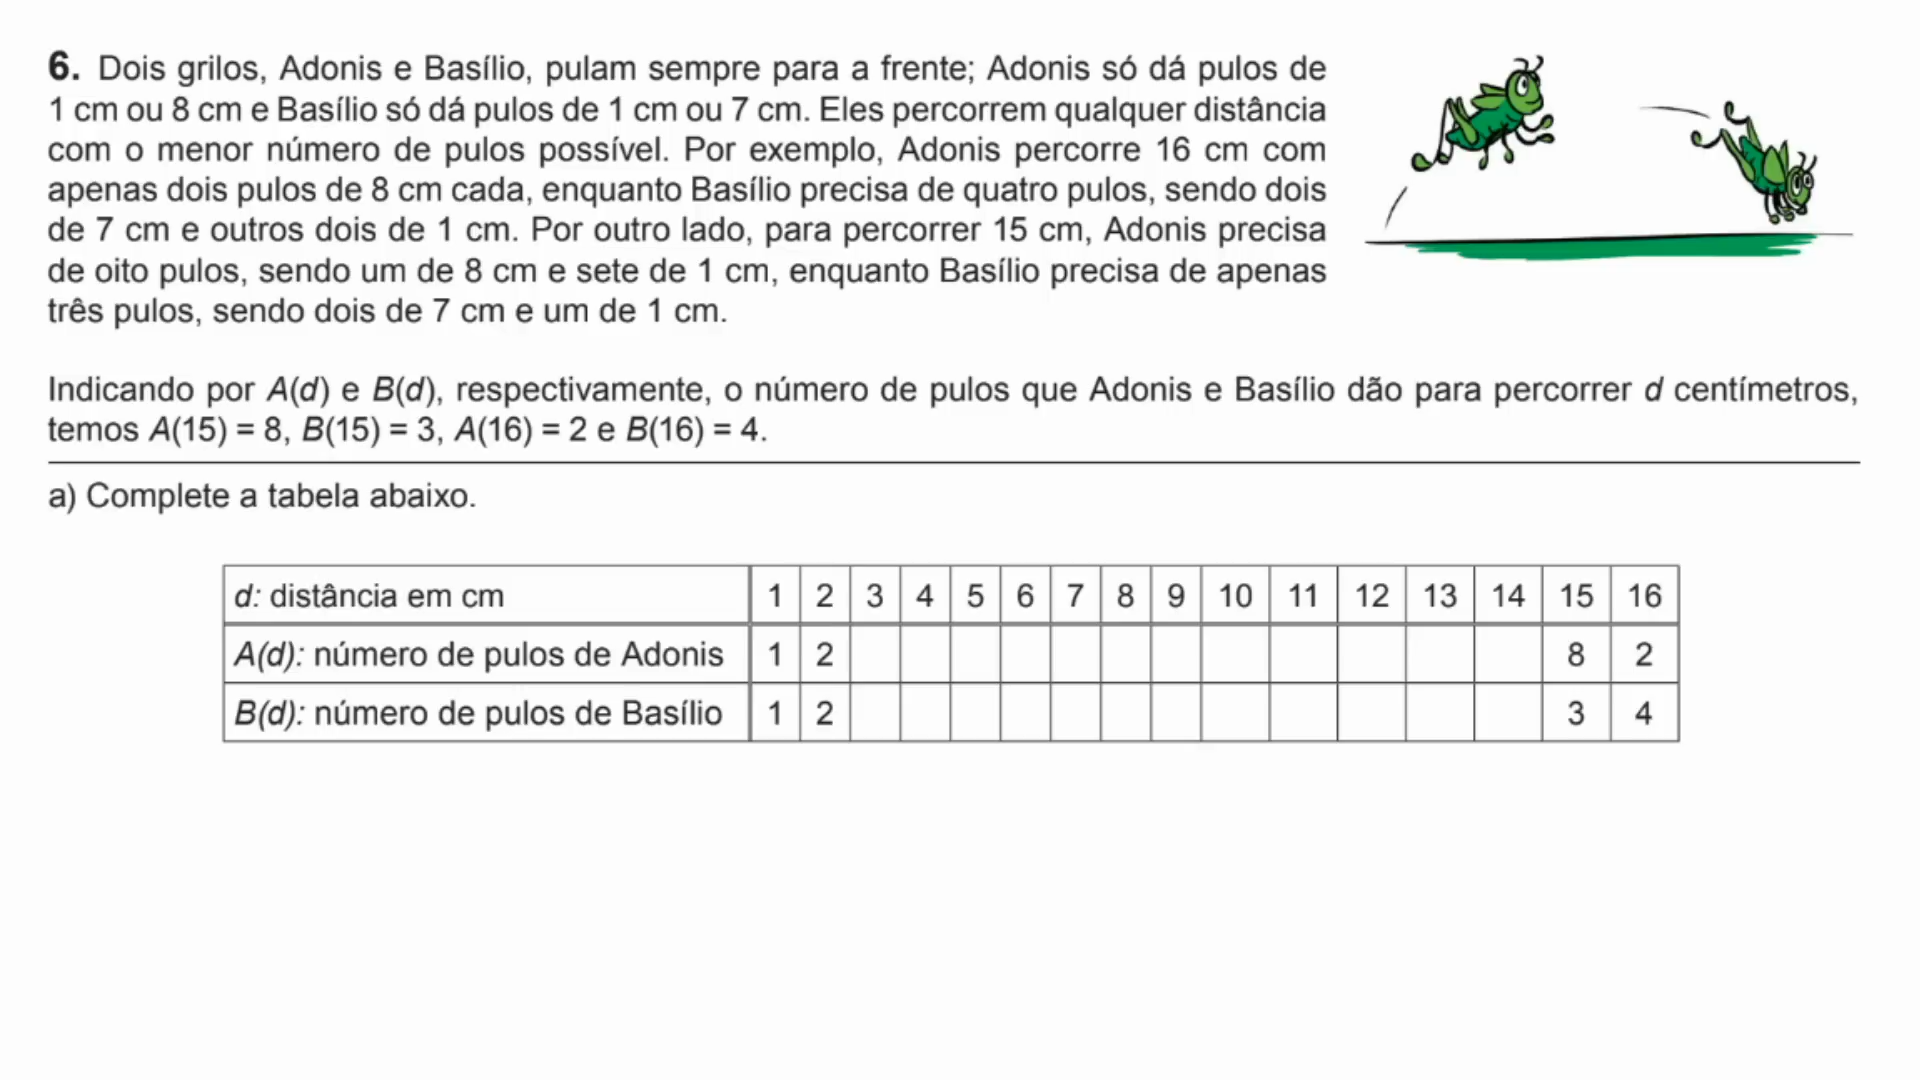 6. Dois grilos, Adonis e Basílio, pulam sempre para a frente; Adonis só dá pulos de
1 cm ou 8 cm e Basílio só dá pulos de 1 cm ou 7 cm. Eles percorrem qualquer distância
com o menor número de pulos possível. Por exemplo, Adonis percorre 16 cm com
apenas dois pulos de 8 cm cada, enquanto Basílio precisa de quatro pulos, sendo dois
de 7 cm e outros dois de 1 cm. Por outro lado, para percorrer 15 cm, Adonis precisa
de oito pulos, sendo um de 8 cm e sete de 1 cm, enquanto Basílio precisa de apenas
três pulos, sendo dois de 7 cm e um de 1 cm.
Indicando por A(d) e B(d), respectivamente, o número de pulos que Adonis e Basílio dão para percorrer d centímetros,
temos A(15) = 8, B(15) = 3, A(16) = 2 e B(16) = 4.
a) Complete a tabela abaixo.
d: distância em cm 1 2 3 4 5 6 7 8 9 10 11 12 13 14 15 16
A(d): número de pulos de Adonis 1 2 8 2
B(d): número de pulos de Basílio 1 2 3 4